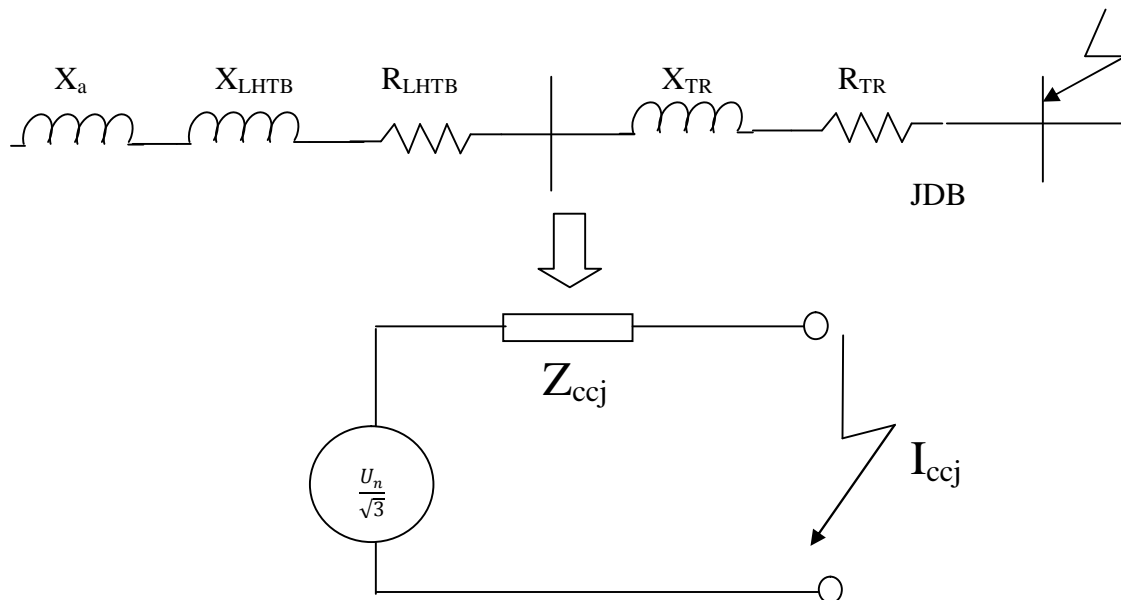 Xa XLHTB RLHTB XTR RTR
JDB
Zccj
Un/√3
Iccj